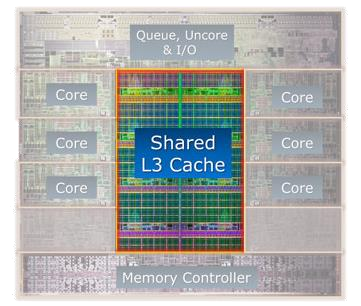 Queue, Uncore
& I/O
Core
Core
Shared
L3 Cache
Core
Core
Core
Core
Memory Controller